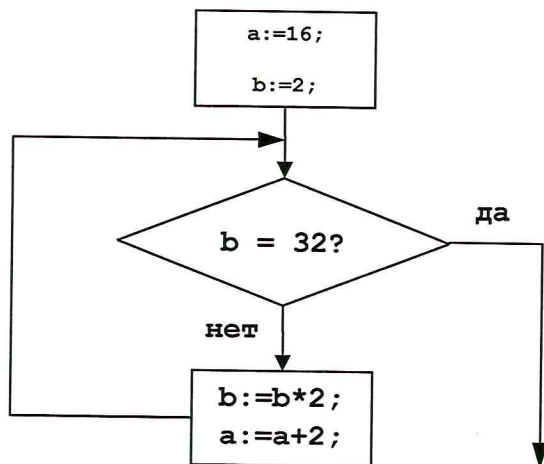 a:=16;
b:=2;
b = 32?
да
нет
b:=b*2;
a:=a+2;